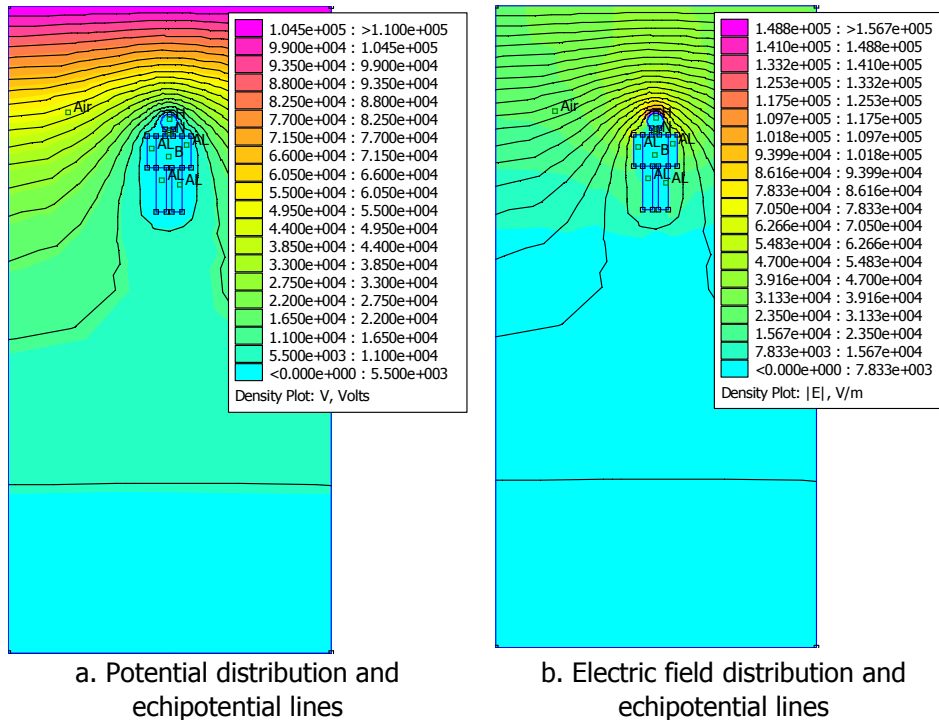 1.045e+005 : >1.100e+005
9.900e+004 : 1.045e+005
9.350e+004 : 9.900e+004
8.800e+004 : 9.350e+004
8.250e+004 : 8.800e+004
7.700e+004 : 8.250e+004
7.150e+004 : 7.700e+004
6.600e+004 : 7.150e+004
6.050e+004 : 6.600e+004
5.500e+004 : 6.050e+004
4.950e+004 : 5.500e+004
4.400e+004 : 4.950e+004
3.850e+004 : 4.400e+004
3.300e+004 : 3.850e+004
2.750e+004 : 3.300e+004
2.200e+004 : 2.750e+004
1.650e+004 : 2.200e+004
1.100e+004 : 1.650e+004
5.500e+003 : 1.100e+004
<0.000e+000 : 5.500e+003
Density Plot: V, Volts
Air
H
AL
AL
B
AL
AL
a. Potential distribution and
echipotential lines
1.488e+005 : >1.567e+005
1.410e+005 : 1.488e+005
1.332e+005 : 1.410e+005
1.253e+005 : 1.332e+005
1.175e+005 : 1.253e+005
1.097e+005 : 1.175e+005
1.018e+005 : 1.097e+005
9.399e+004 : 1.018e+005
8.616e+004 : 9.399e+004
7.833e+004 : 8.616e+004
7.050e+004 : 7.833e+004
6.266e+004 : 7.050e+004
5.483e+004 : 6.266e+004
4.700e+004 : 5.483e+004
3.916e+004 : 4.700e+004
3.133e+004 : 3.916e+004
2.350e+004 : 3.133e+004
1.567e+004 : 2.350e+004
7.833e+003 : 1.567e+004
<0.000e+000 : 7.833e+003
Density Plot: |E|, V/m
Air
H
AL
AL
B
AL
AL
b. Electric field distribution and
echipotential lines